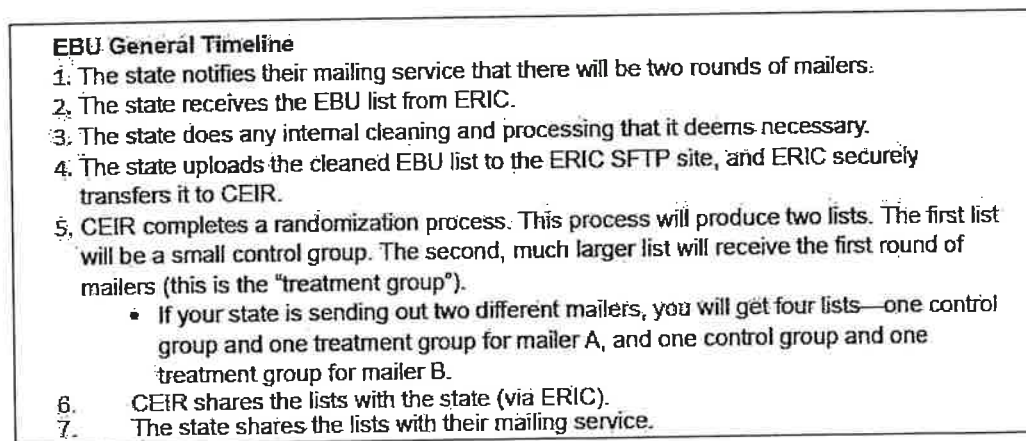 EBU General Timeline
1. The state notifies their mailing service that there will be two rounds of mailers.
2. The state receives the EBU list from ERIC.
3. The state does any internal cleaning and processing that it deems necessary.
4. The state uploads the cleaned EBU list to the ERIC SFTP site, and ERIC securely
transfers it to CEIR.
5. CEIR completes a randomization process. This process will produce two lists. The first list
will be a small control group. The second, much larger list will receive the first round of
mailers (this is the "treatment group").
• If your state is sending out two different mailers, you will get four lists—one control
group and one treatment group for mailer A, and one control group and one
treatment group for mailer B.
6. CEIR shares the lists with the state (via ERIC).
7. The state shares the lists with their mailing service.